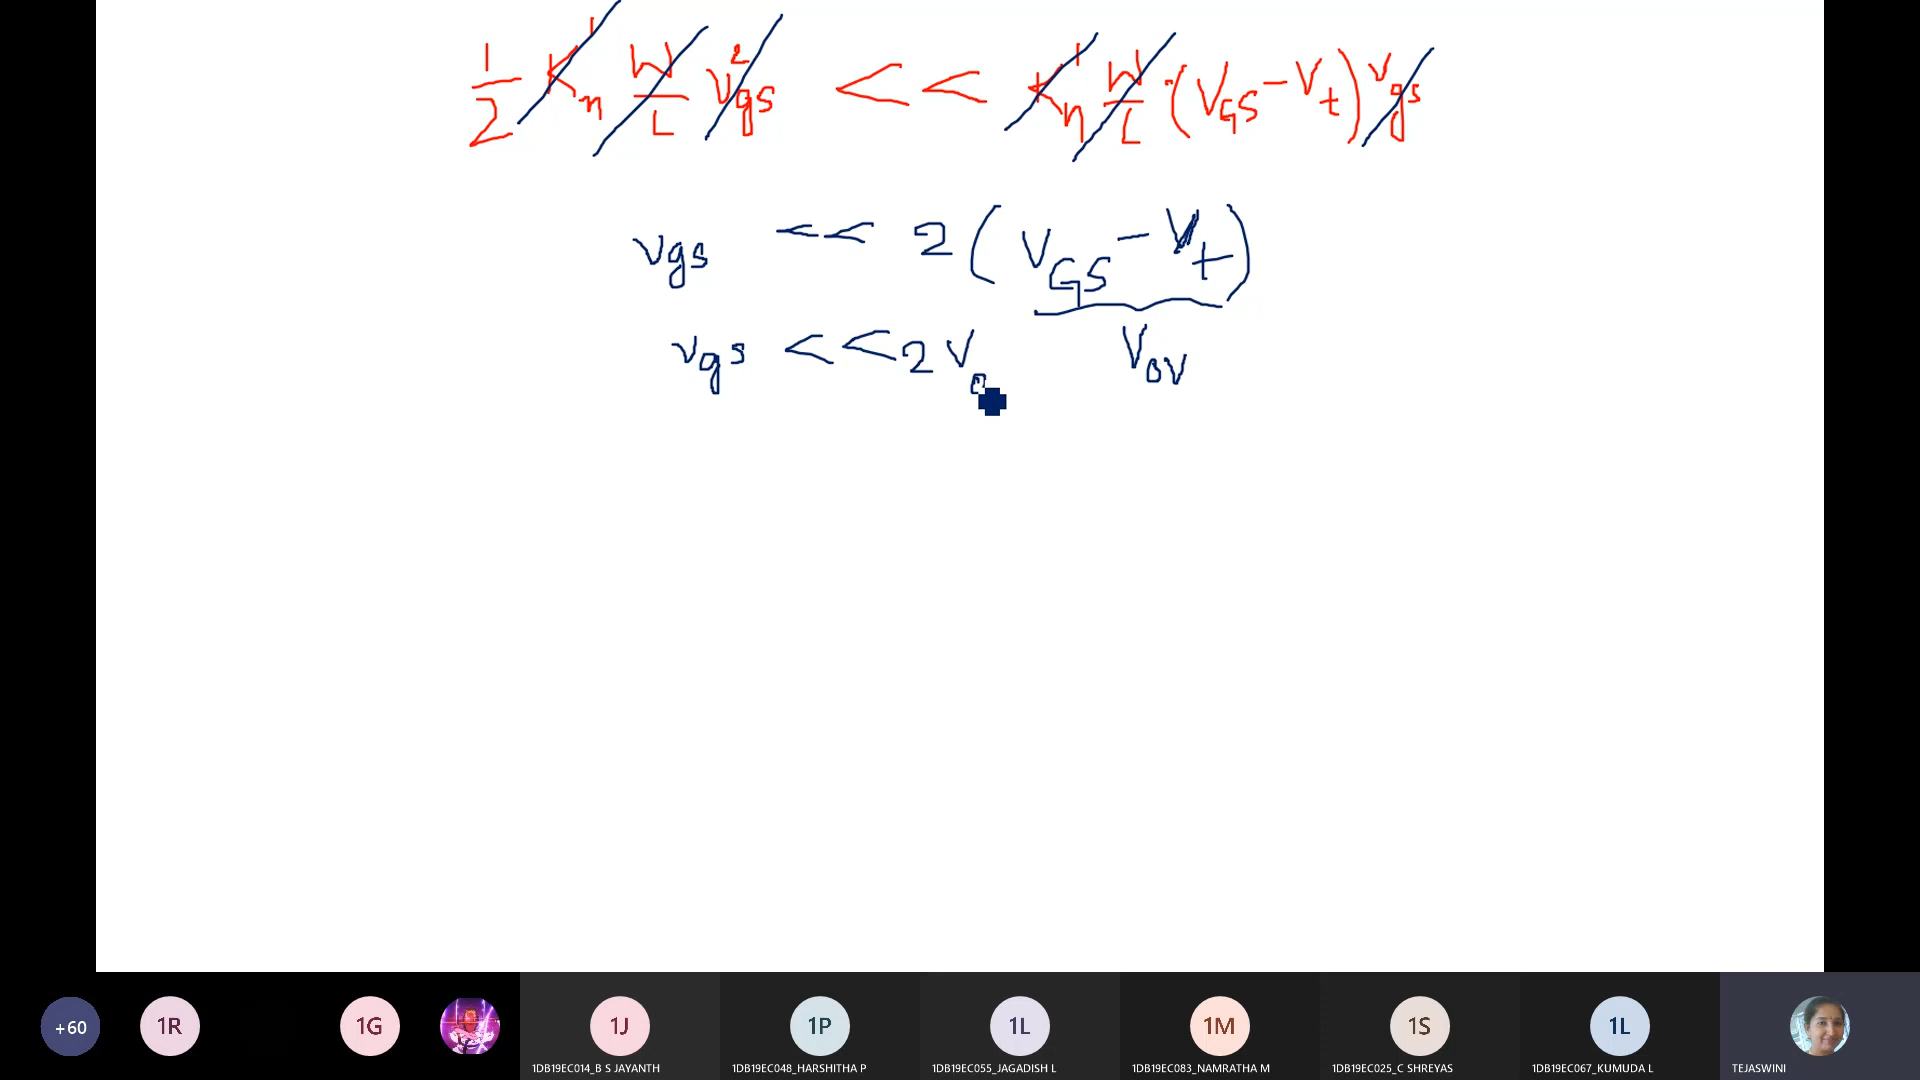 1/2 K'n W/L v²gs << K'n W/L (VGS - Vt) vgs
vgs << 2 (VGS - Vt)
vgs << 2 Vo
VOV
+60
1R
1G
1J
1P
1L
1M
1S
1L
1DB19EC014_B S JAYANTH
1DB19EC048_HARSHITHA P
1DB19EC055_JAGADISH L
1DB19EC083_NAMRATHA M
1DB19EC025_C SHREYAS
1DB19EC067_KUMUDA L
TEJASWINI